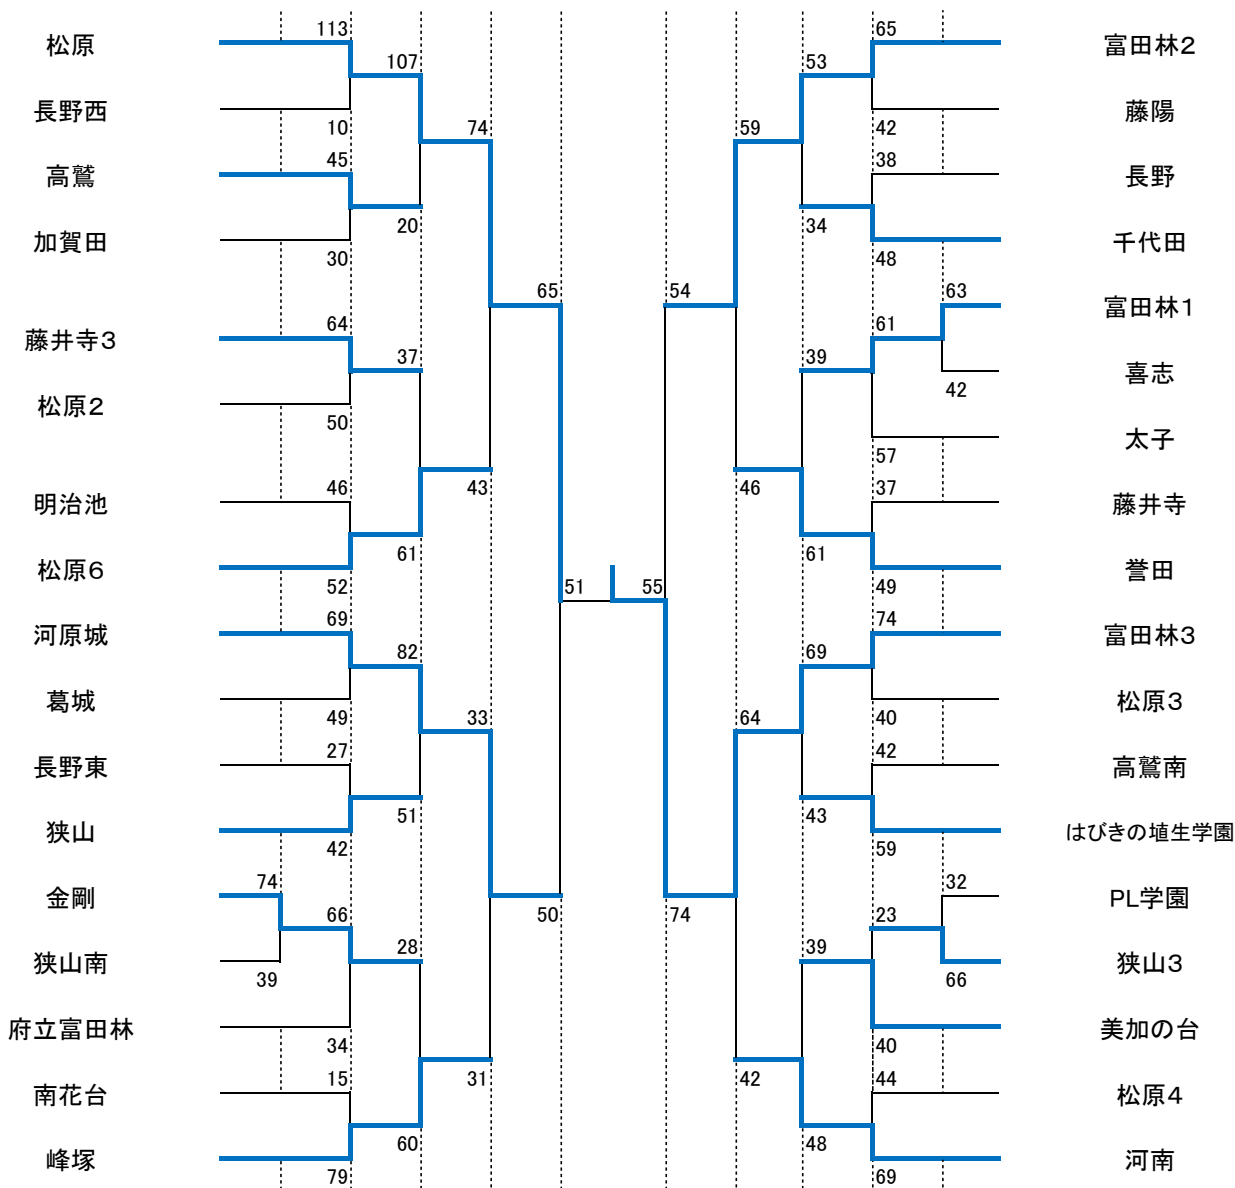 113 65
松原 富田林2
107 53
長野西 藤陽
10 74 59 42
45 38
高鷲 長野
20 34
加賀田 千代田
30 48
65 54 63
富田林1
64 61
藤井寺3
37 39
喜志
42
松原2
50
太子
57
46 43 46 37
明治池 藤井寺
61 61
松原6 誉田
52 51 55 49
69 74
河原城 富田林3
82 69
葛城 松原3
49 33 64 40
27 42
長野東 高鷲南
51 43
狭山 はびきの埴生学園
42 59
74 32
金剛 PL学園
66 50 74 23
28 39
狭山南 狭山3
39 66
府立富田林 美加の台
34 40
15 31 42 44
南花台 松原4
60 48
峰塚 河南
79 69